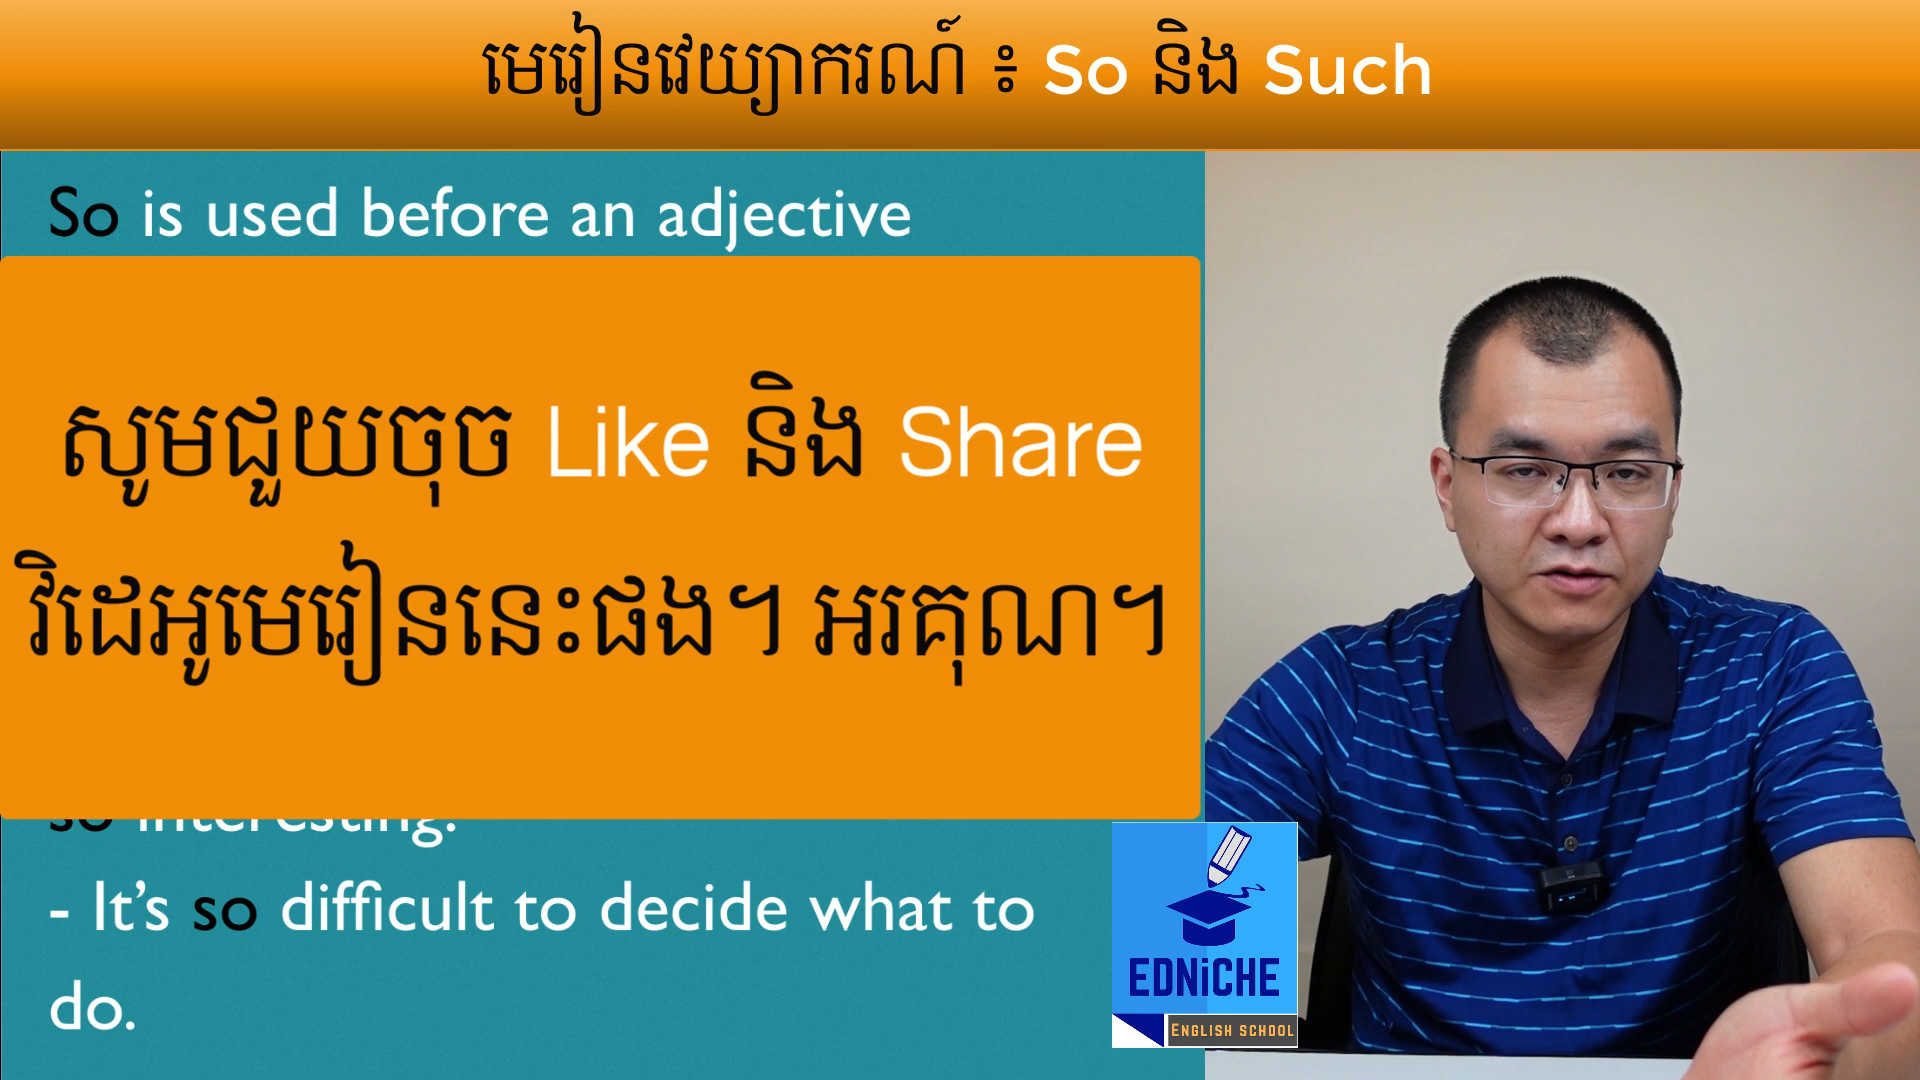 មេរៀនវេយ្យាករណ៍ ៖ So និង Such
So is used before an adjective
សូមជួយចុច Like និង Share
វិដេអូមេរៀននេះផង។ អរគុណ។
so interesting.
- It's so difficult to decide what to
do.
EDNiCHE
ENGLISH SCHOOL